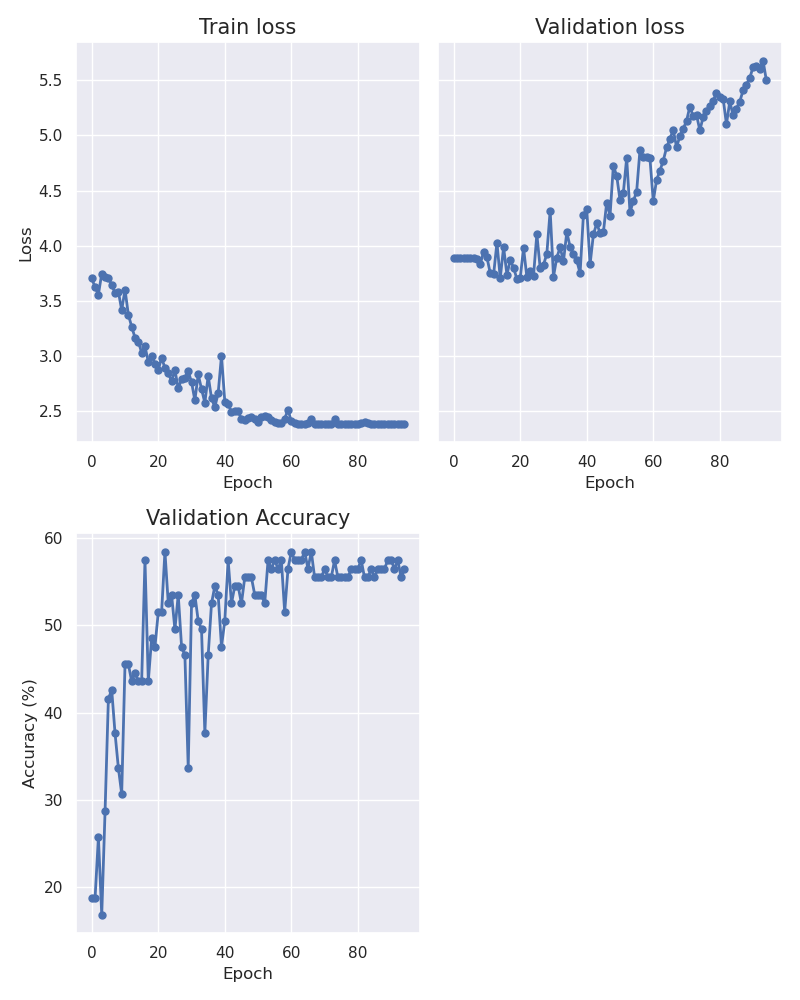 Train loss
Validation loss
Loss
5.5
5.0
4.5
4.0
3.5
3.0
2.5
0 20 40 60 80
0 20 40 60 80
Epoch
Epoch
Validation Accuracy
Accuracy (%)
60
50
40
30
20
0 20 40 60 80
Epoch